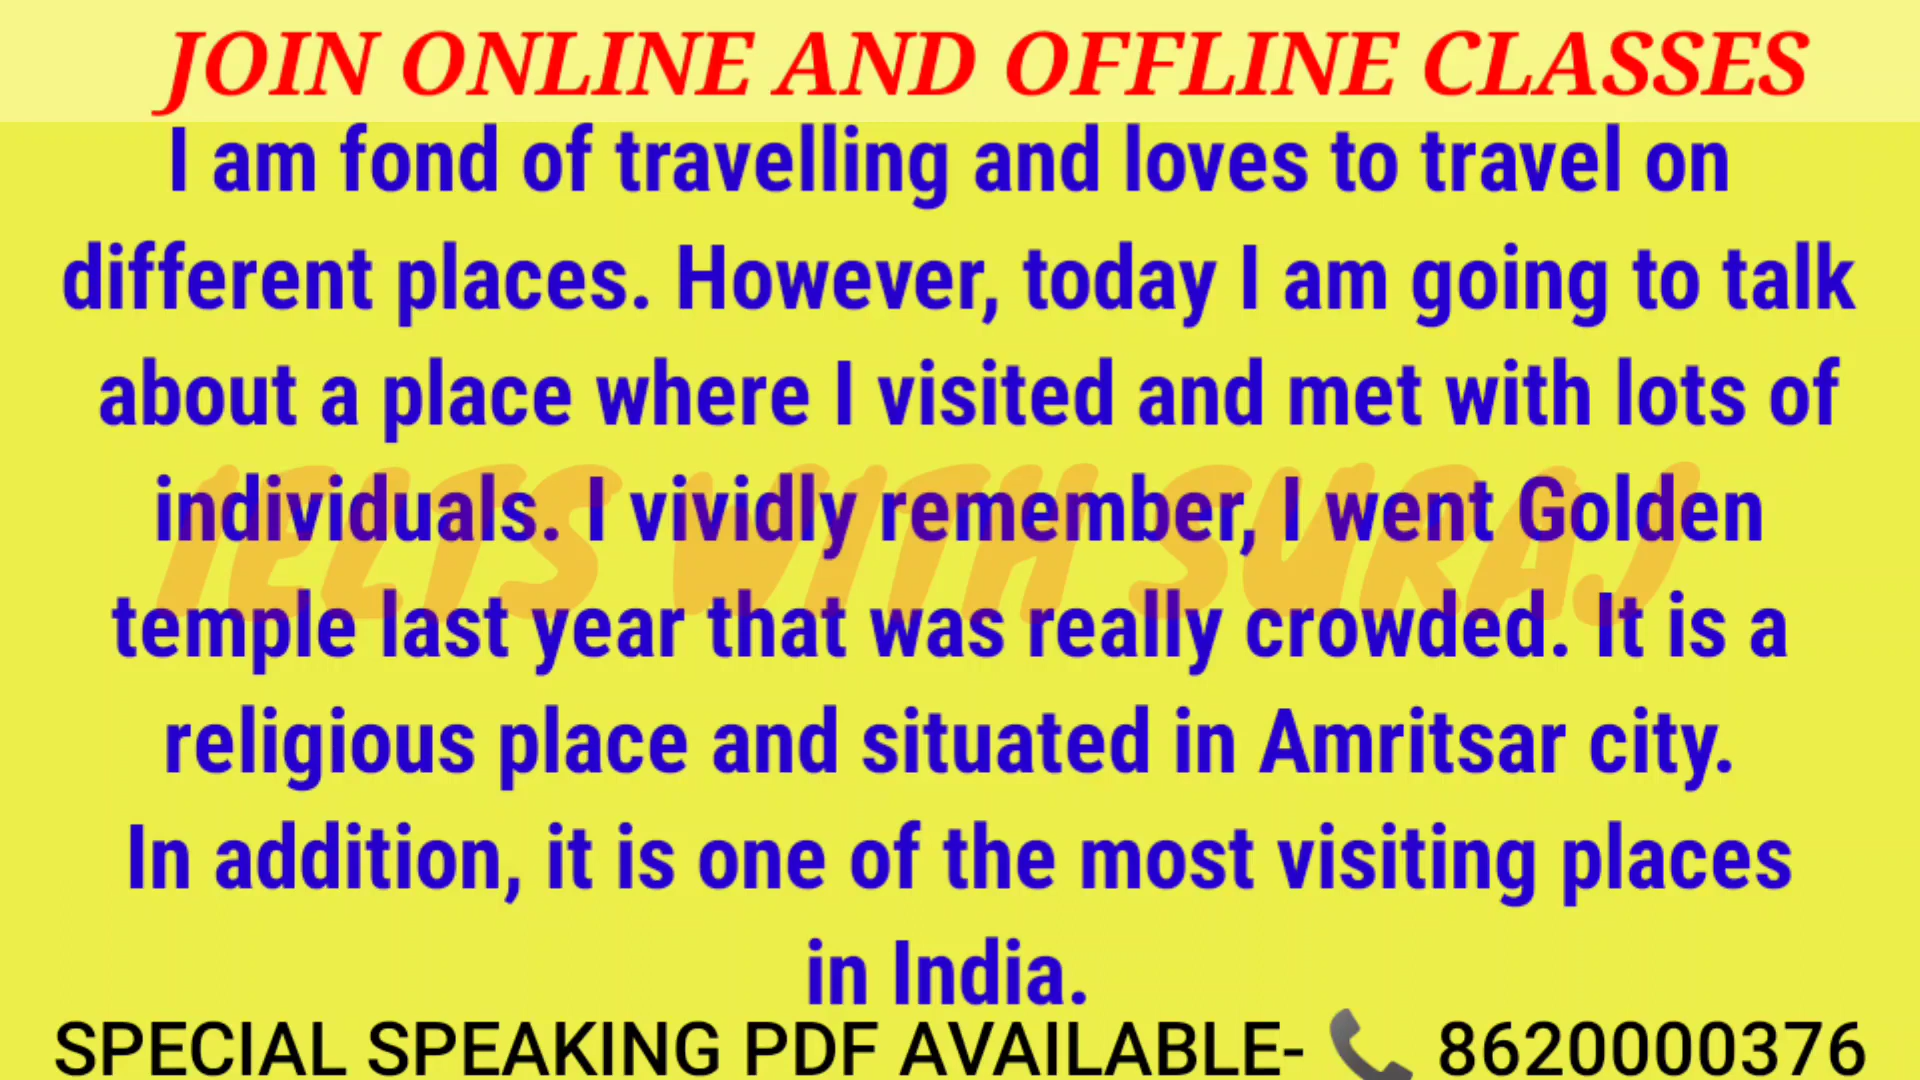 JOIN ONLINE AND OFFLINE CLASSES
I am fond of travelling and loves to travel on
different places. However, today I am going to talk
about a place where I visited and met with lots of
individuals. I vividly remember, I went Golden
IELTS WITH SURAJ
temple last year that was really crowded. It is a
religious place and situated in Amritsar city.
In addition, it is one of the most visiting places
in India.
SPECIAL SPEAKING PDF AVAILABLE- 📞 8620000376